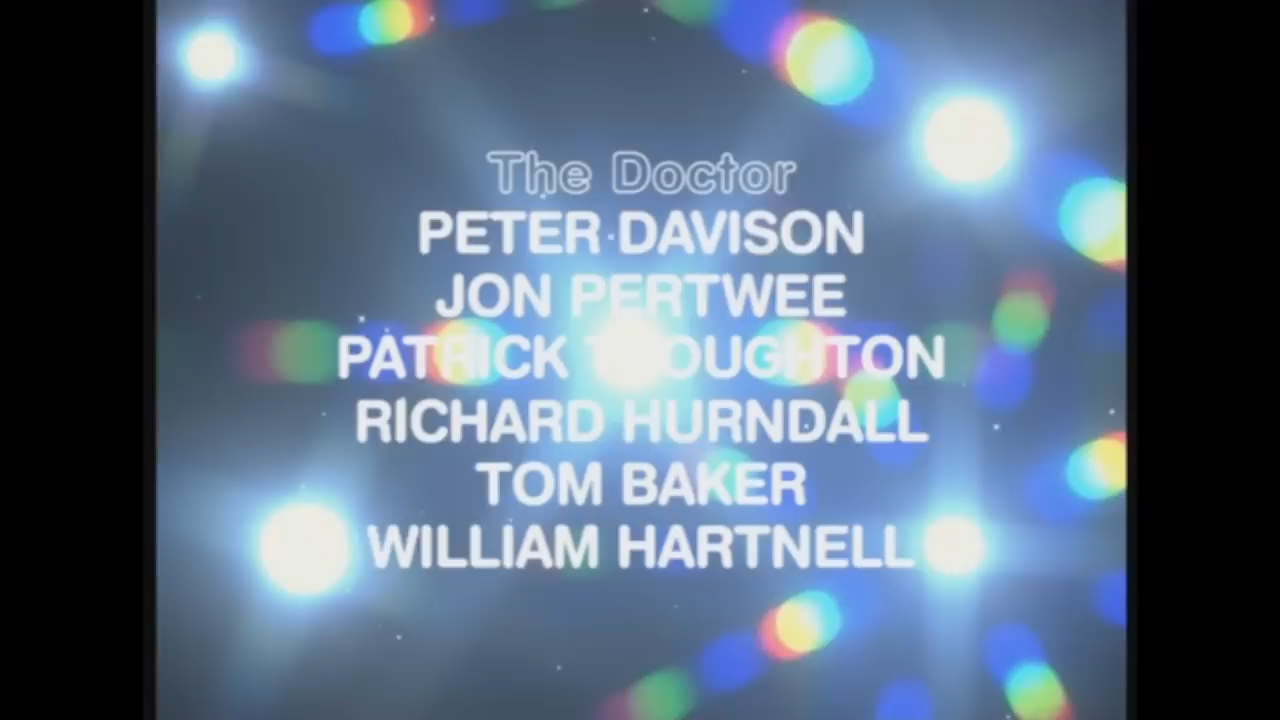 The Doctor
PETER DAVISON
JON PERTWEE
PATRICK TROUGHTON
RICHARD HURNDALL
TOM BAKER
WILLIAM HARTNELL